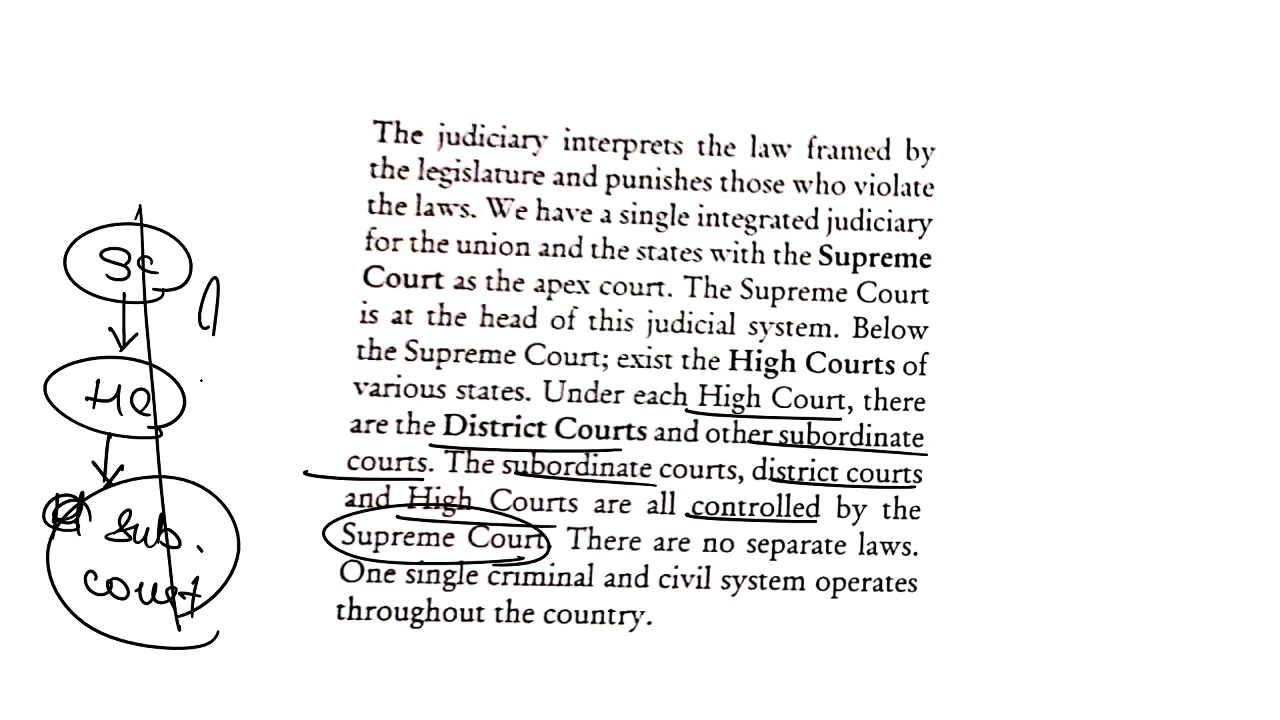 The judiciary interprets the law framed by
the legislature and punishes those who violate
the laws. We have a single integrated judiciary
for the union and the states with the Supreme
Court as the apex court. The Supreme Court
is at the head of this judicial system. Below
the Supreme Court; exist the High Courts of
various states. Under each High Court, there
are the District Courts and other subordinate
courts. The subordinate courts, district courts
and High Courts are all controlled by the
Supreme Court. There are no separate laws.
One single criminal and civil system operates
throughout the country.
SC
HC
sub.
court